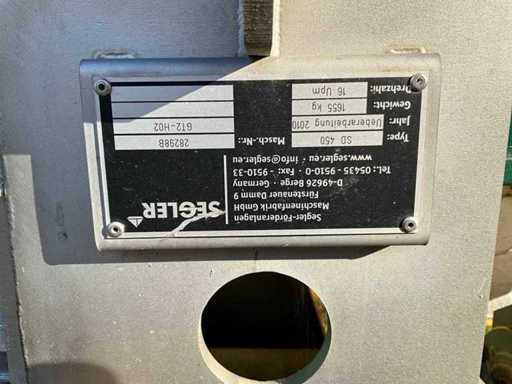 SEGLER
Segler-Förderanlagen
Maschinenfabrik GmbH
Fürstenauer Damm 9
D-49626 Berge - Germany
Tel.: 05435 - 9510-0 - Fax: - 9510-33
www.segler.eu / info@segler.eu
Type: SD 450 Masch.-Nr.: 28298B
Jahr: Ueberarbeitung 2010 GT2-H02
Gewicht: 1655 kg
Drehzahl: 16 Upm